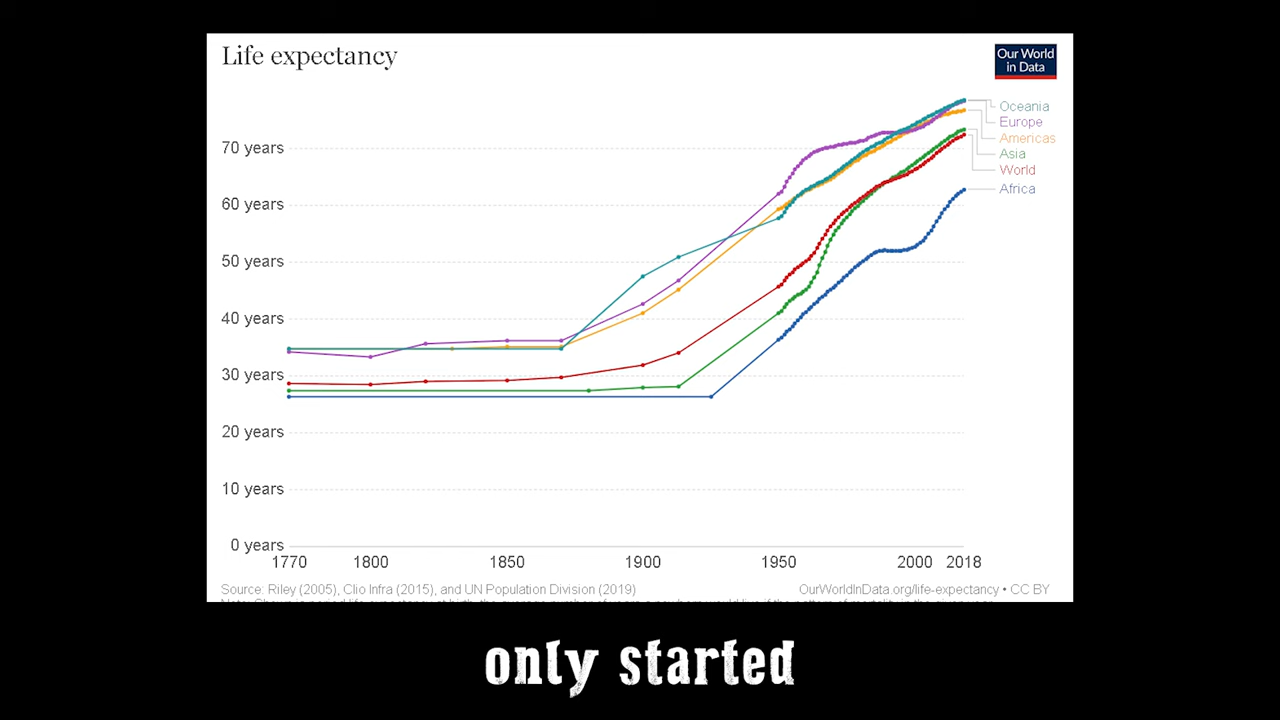 Life expectancy
Our World
in Data
Oceania
Europe
Americas
Asia
World
Africa
70 years
60 years
50 years
40 years
30 years
20 years
10 years
0 years
1770 1800 1850 1900 1950 2000 2018
Source: Riley (2005), Clio Infra (2015), and UN Population Division (2019)
OurWorldInData.org/life-expectancy • CC BY
only started